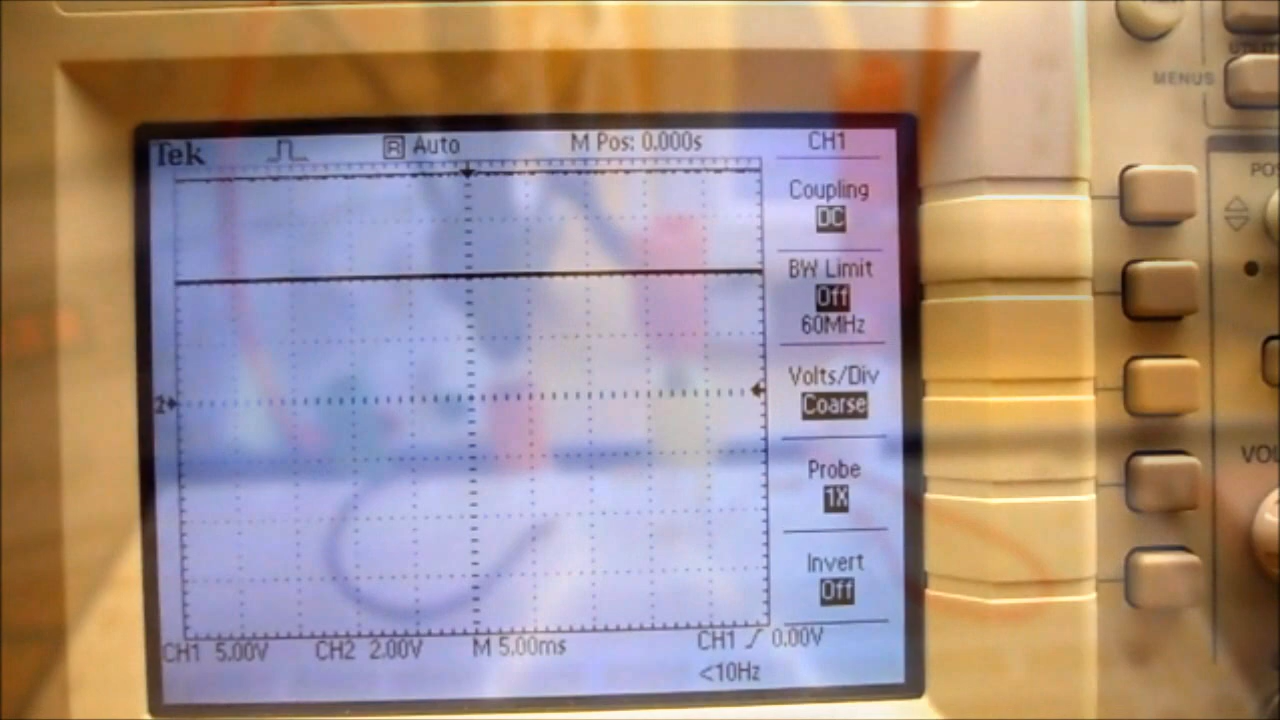 MENUS
Tek
R Auto
M Pos: 0.000s
CH1
Coupling
DC
BW Limit
Off
60MHz
Volts/Div
Coarse
Probe
1X
Invert
Off
2
CH1 5.00V
CH2 2.00V
M 5.00ms
CH1 0.00V
<10Hz